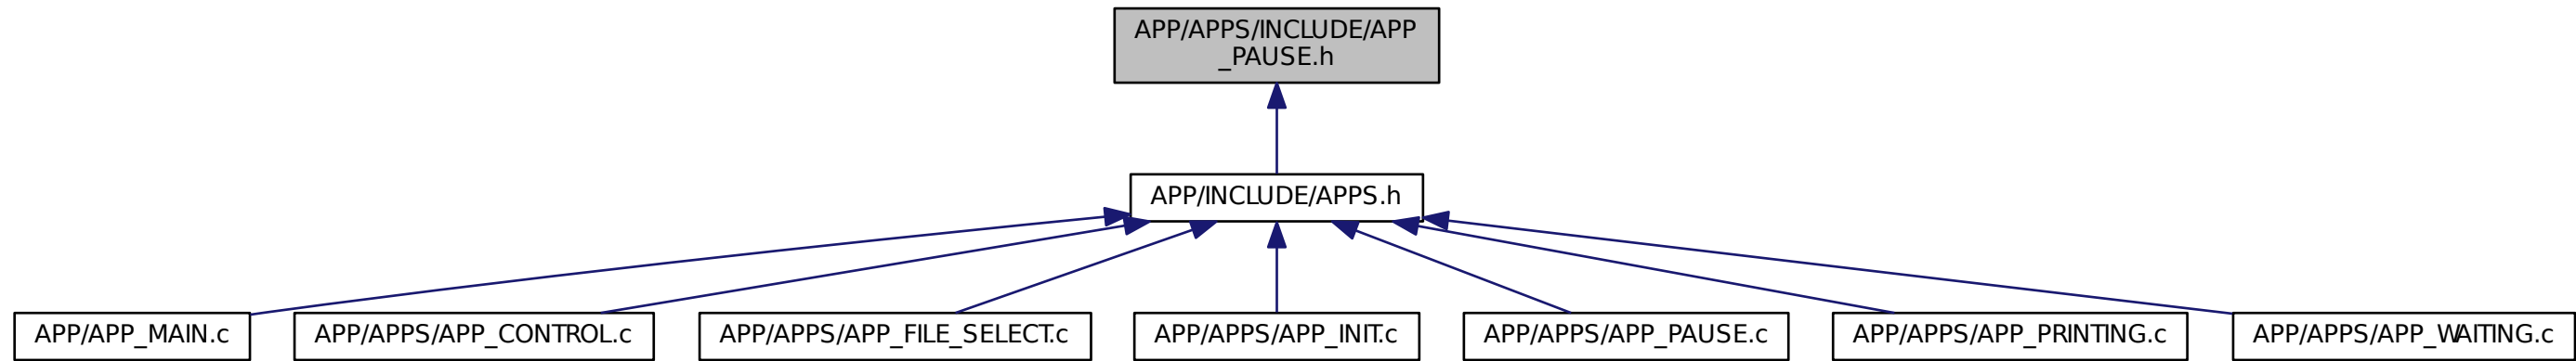 APP/APPS/INCLUDE/APP
_PAUSE.h
APP/INCLUDE/APPS.h
APP/APP_MAIN.c
APP/APPS/APP_CONTROL.c
APP/APPS/APP_FILE_SELECT.c
APP/APPS/APP_INIT.c
APP/APPS/APP_PAUSE.c
APP/APPS/APP_PRINTING.c
APP/APPS/APP_WAITING.c